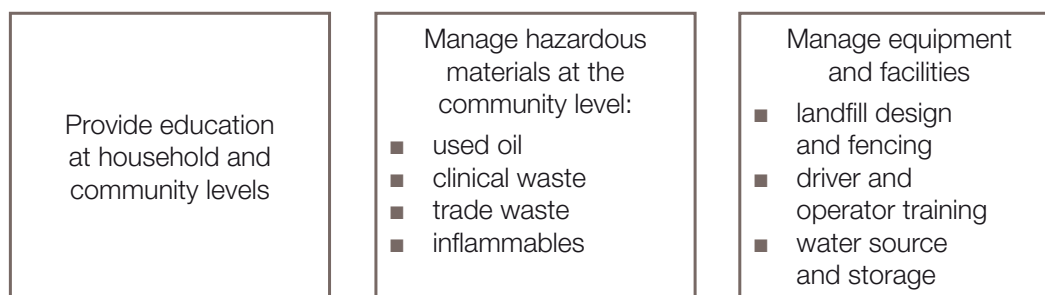 Provide education
at household and
community levels
Manage hazardous
materials at the
community level:
■ used oil
■ clinical waste
■ trade waste
■ inflammables
Manage equipment
and facilities
■ landfill design
and fencing
■ driver and
operator training
■ water source
and storage